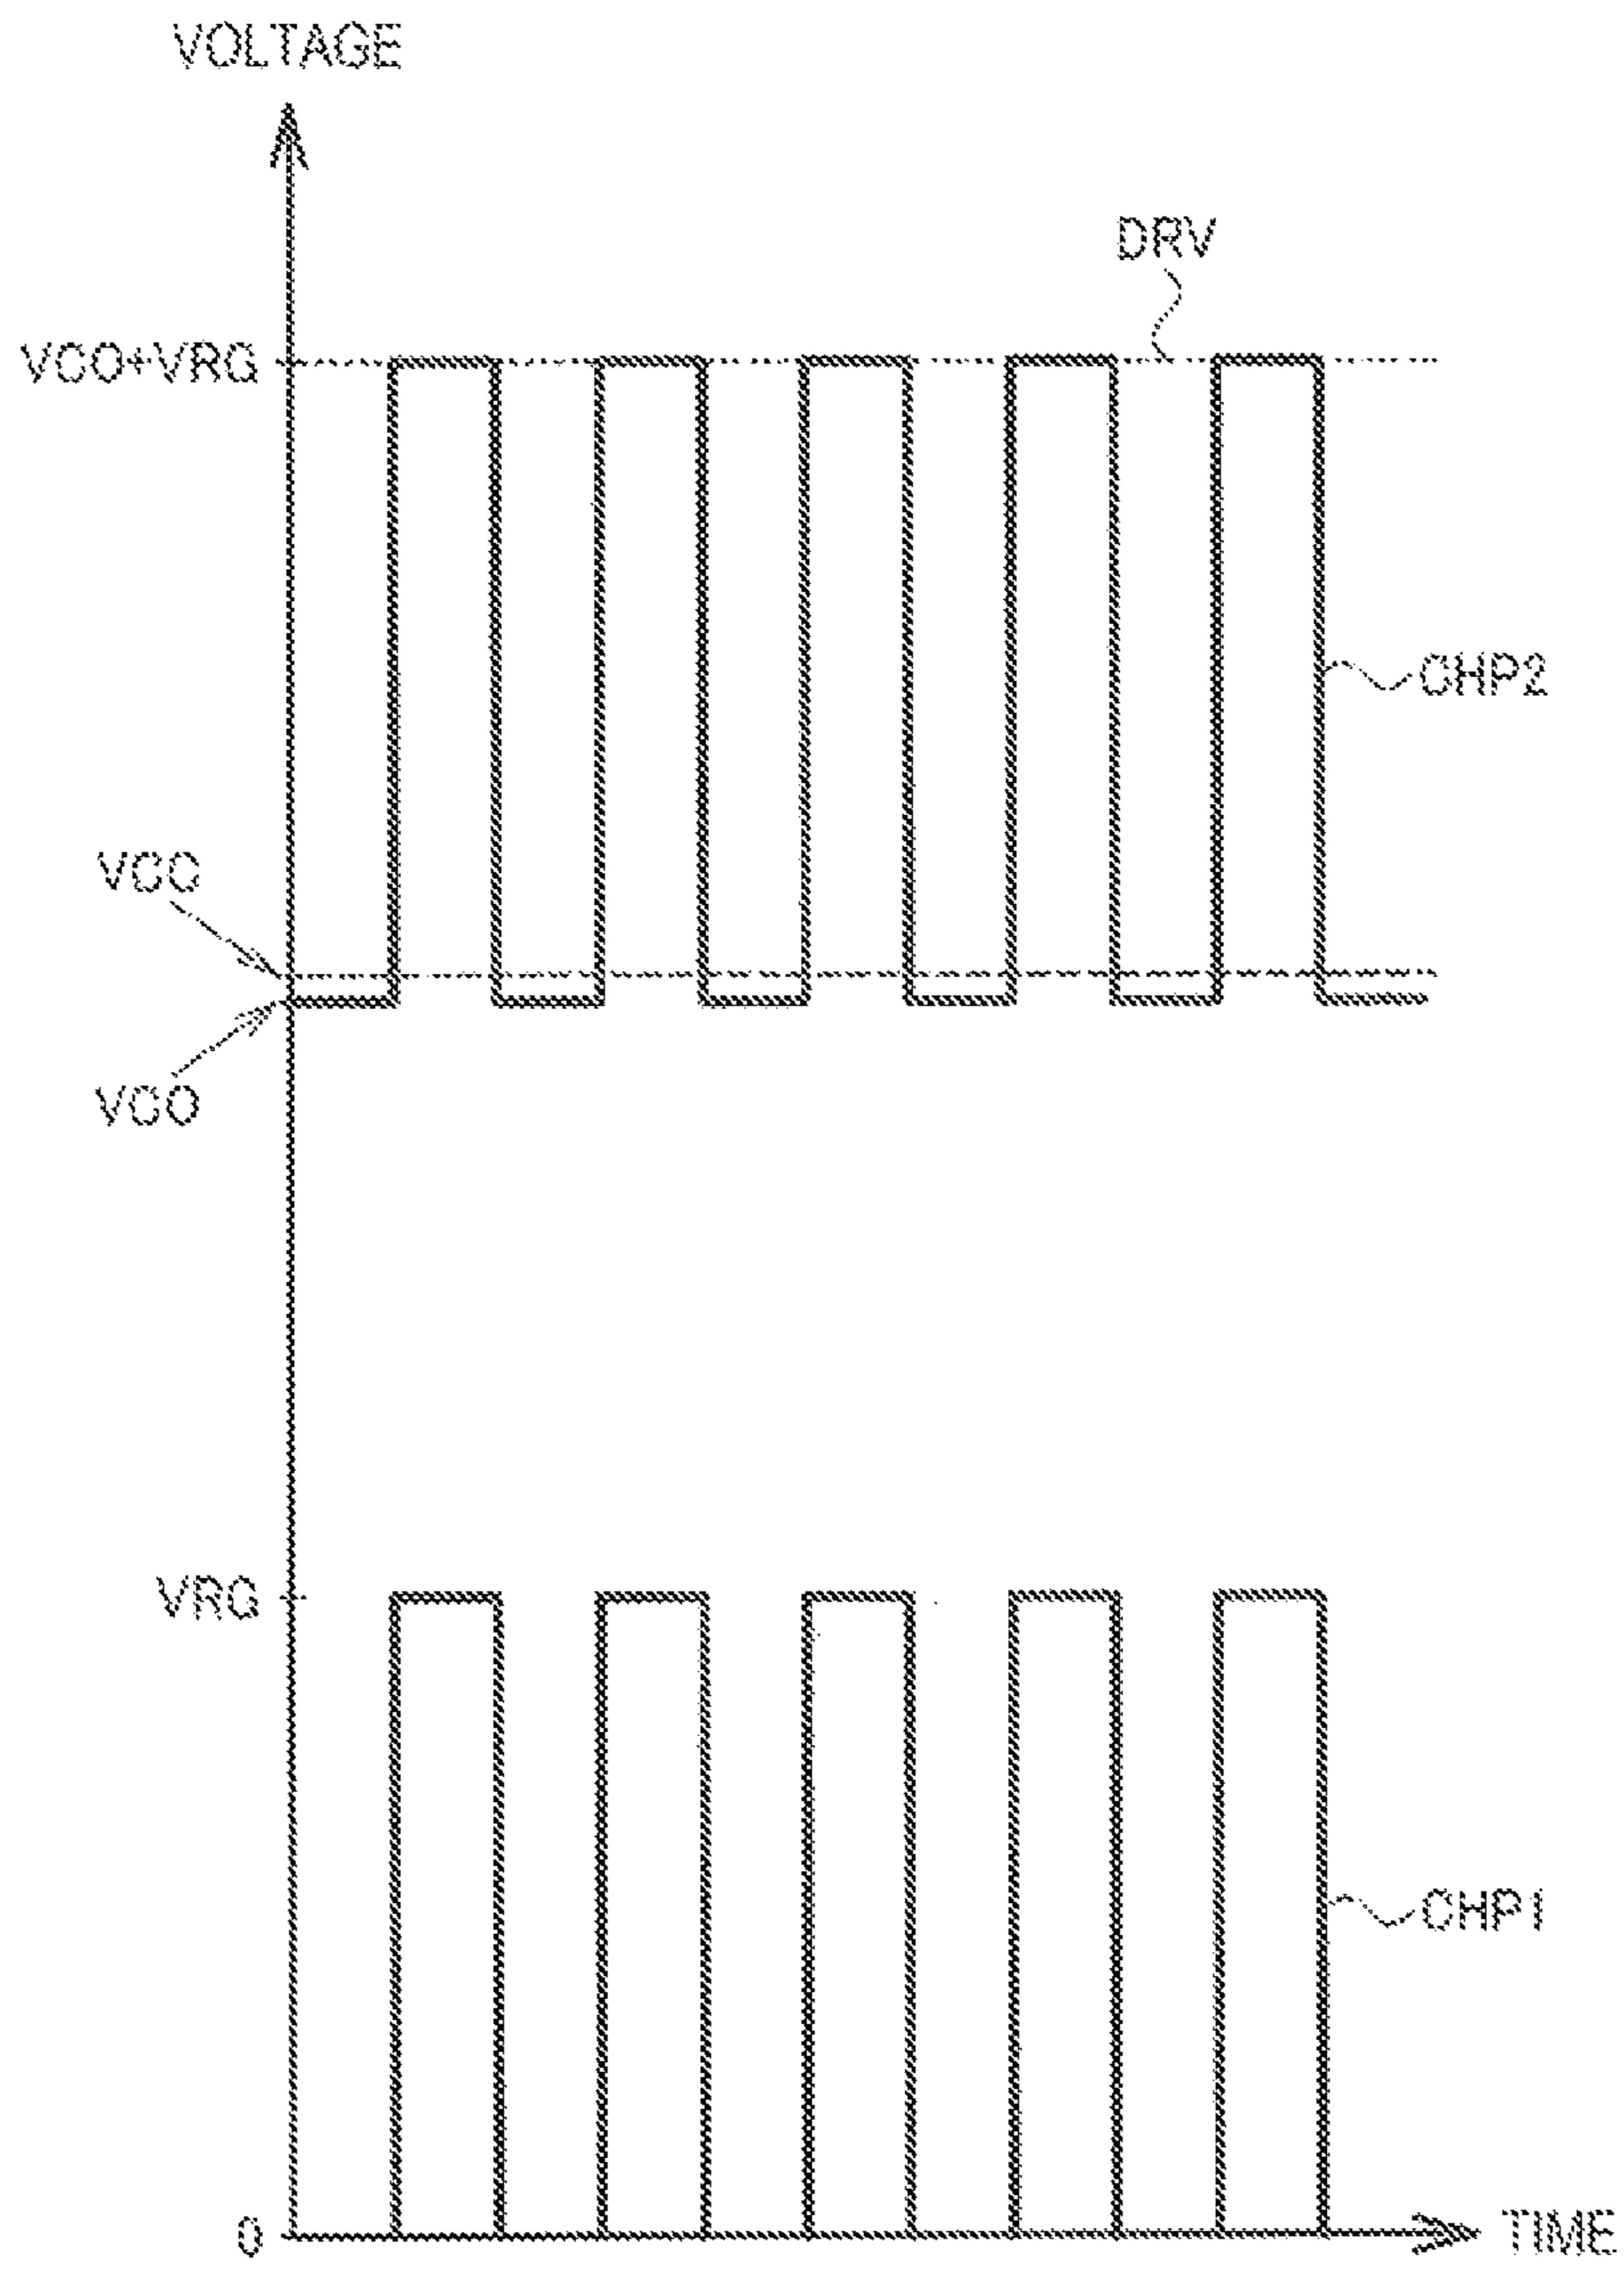 VOLTAGE
DRV
VCO+VRG
CHP2
VCC
VCO
VRG
CHP1
0
TIME